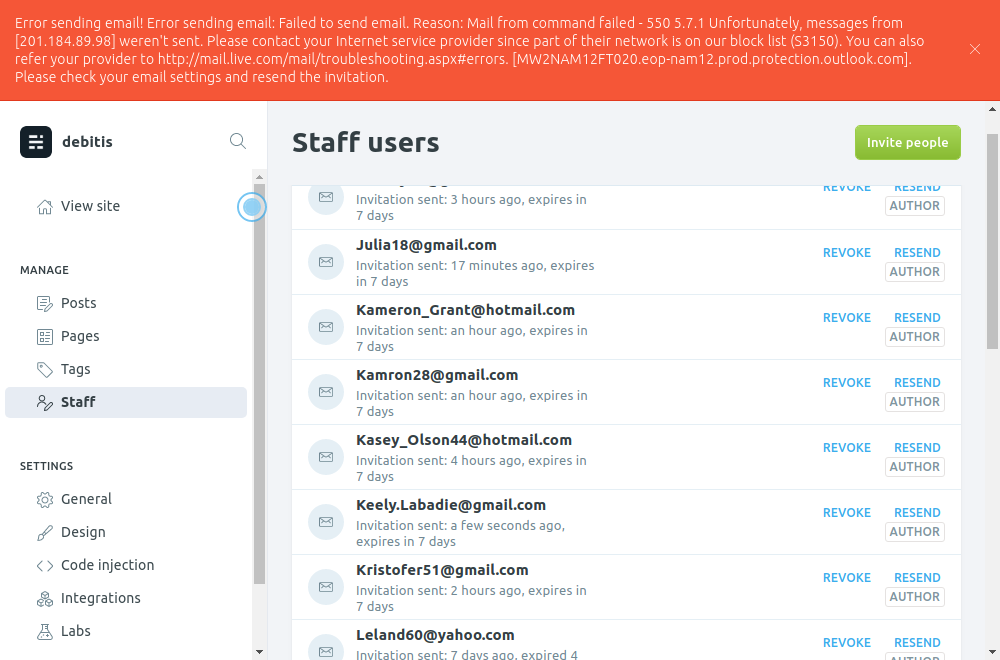 Error sending email! Error sending email: Failed to send email. Reason: Mail from command failed - 550 5.7.1 Unfortunately, messages from
[201.184.89.98] weren't sent. Please contact your Internet service provider since part of their network is on our block list (S3150). You can also
refer your provider to http://mail.live.com/mail/troubleshooting.aspx#errors. [MW2NAM12FT020.eop-nam12.prod.protection.outlook.com].
Please check your email settings and resend the invitation.
debitis
View site
MANAGE
Posts
Pages
Tags
Staff
SETTINGS
General
Design
Code injection
Integrations
Labs
Staff users
Invite people
Invitation sent: 3 hours ago, expires in
7 days
REVOKE RESEND
AUTHOR
Julia18@gmail.com
Invitation sent: 17 minutes ago, expires
in 7 days
REVOKE RESEND
AUTHOR
Kameron_Grant@hotmail.com
Invitation sent: an hour ago, expires in
7 days
REVOKE RESEND
AUTHOR
Kamron28@gmail.com
Invitation sent: an hour ago, expires in
7 days
REVOKE RESEND
AUTHOR
Kasey_Olson44@hotmail.com
Invitation sent: 4 hours ago, expires in
7 days
REVOKE RESEND
AUTHOR
Keely.Labadie@gmail.com
Invitation sent: a few seconds ago,
expires in 7 days
REVOKE RESEND
AUTHOR
Kristofer51@gmail.com
Invitation sent: 2 hours ago, expires in
7 days
REVOKE RESEND
AUTHOR
Leland60@yahoo.com
Invitation sent: 7 days ago, expired 4
REVOKE RESEND
AUTHOR